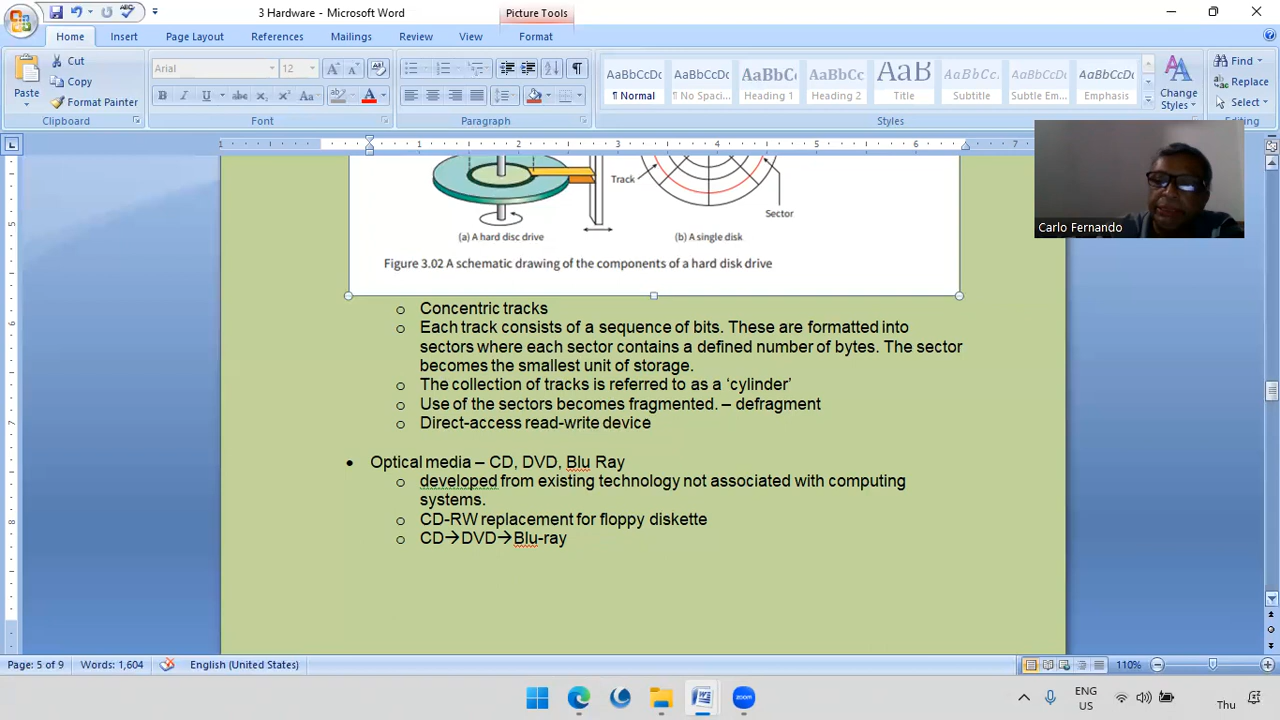 3 Hardware - Microsoft Word
Picture Tools
Home
Insert
Page Layout
References
Mailings
Review
View
Format
Paste
Cut
Copy
Format Painter
Clipboard
Arial
12
Font
Paragraph
AaBbCcDc
¶ Normal
AaBbCcDc
¶ No Spaci...
AaBbCc
Heading 1
AaBbCc
Heading 2
AaB
Title
AaBbCc.
Subtitle
AaBbCcDc
Subtle Em...
AaBbCcDc
Emphasis
Change
Styles
Styles
Find
Replace
Select
Editing
Carlo Fernando
Track
Sector
(a) A hard disc drive
(b) A single disk
Figure 3.02 A schematic drawing of the components of a hard disk drive
o Concentric tracks
o Each track consists of a sequence of bits. These are formatted into
sectors where each sector contains a defined number of bytes. The sector
becomes the smallest unit of storage.
o The collection of tracks is referred to as a ‘cylinder’
o Use of the sectors becomes fragmented. – defragment
o Direct-access read-write device
• Optical media – CD, DVD, Blu Ray
o developed from existing technology not associated with computing
systems.
o CD-RW replacement for floppy diskette
o CD→DVD→Blu-ray
Page: 5 of 9
Words: 1,604
English (United States)
110%
zoom
ENG
US
Thu